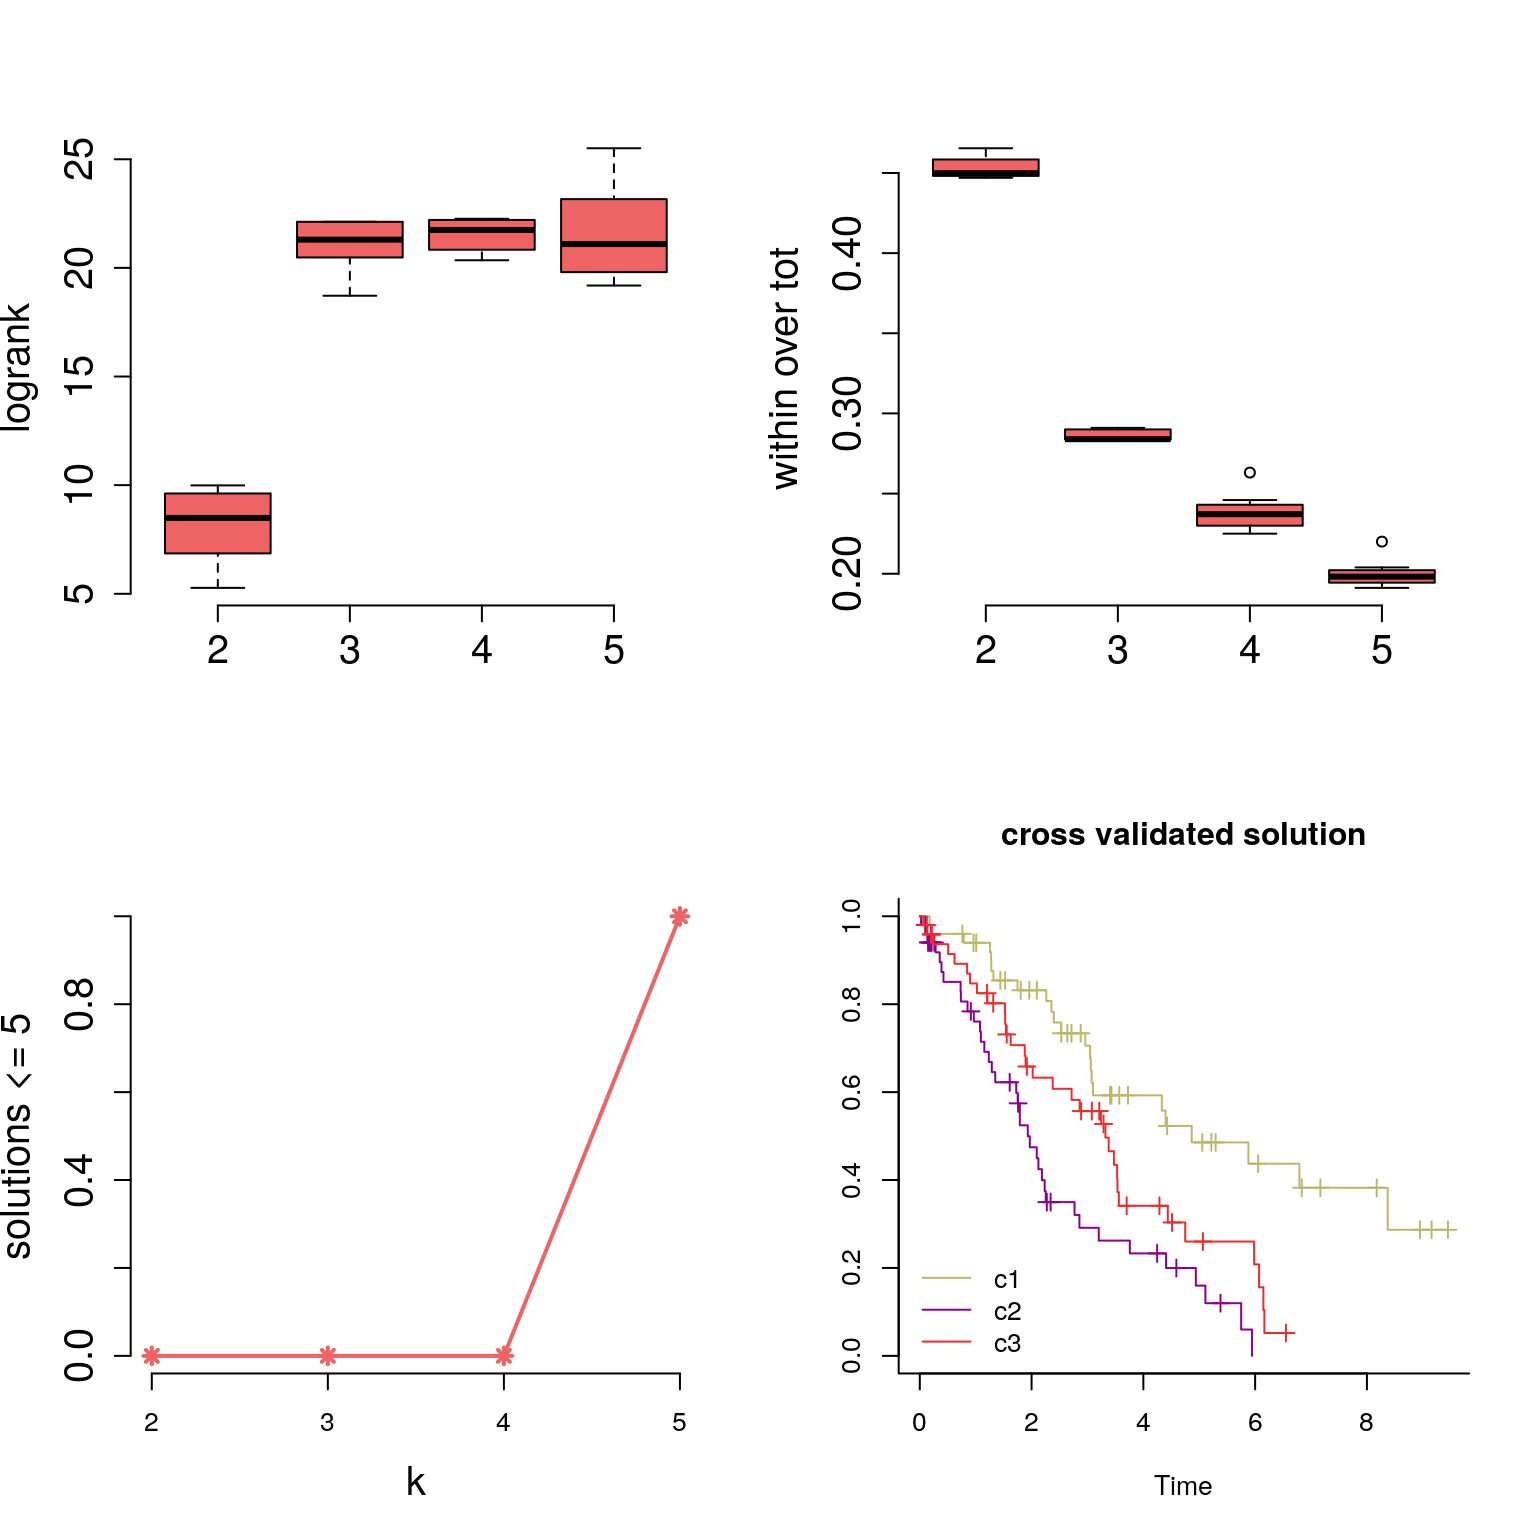 logrank
25
20
15
10
5
2 3 4 5
within over tot
0.40
0.30
0.20
2 3 4 5
solutions <= 5
0.8
0.4
0.0
2 3 4 5
k
cross validated solution
1.0
0.8
0.6
0.4
0.2
0.0
c1
c2
c3
0 2 4 6 8
Time